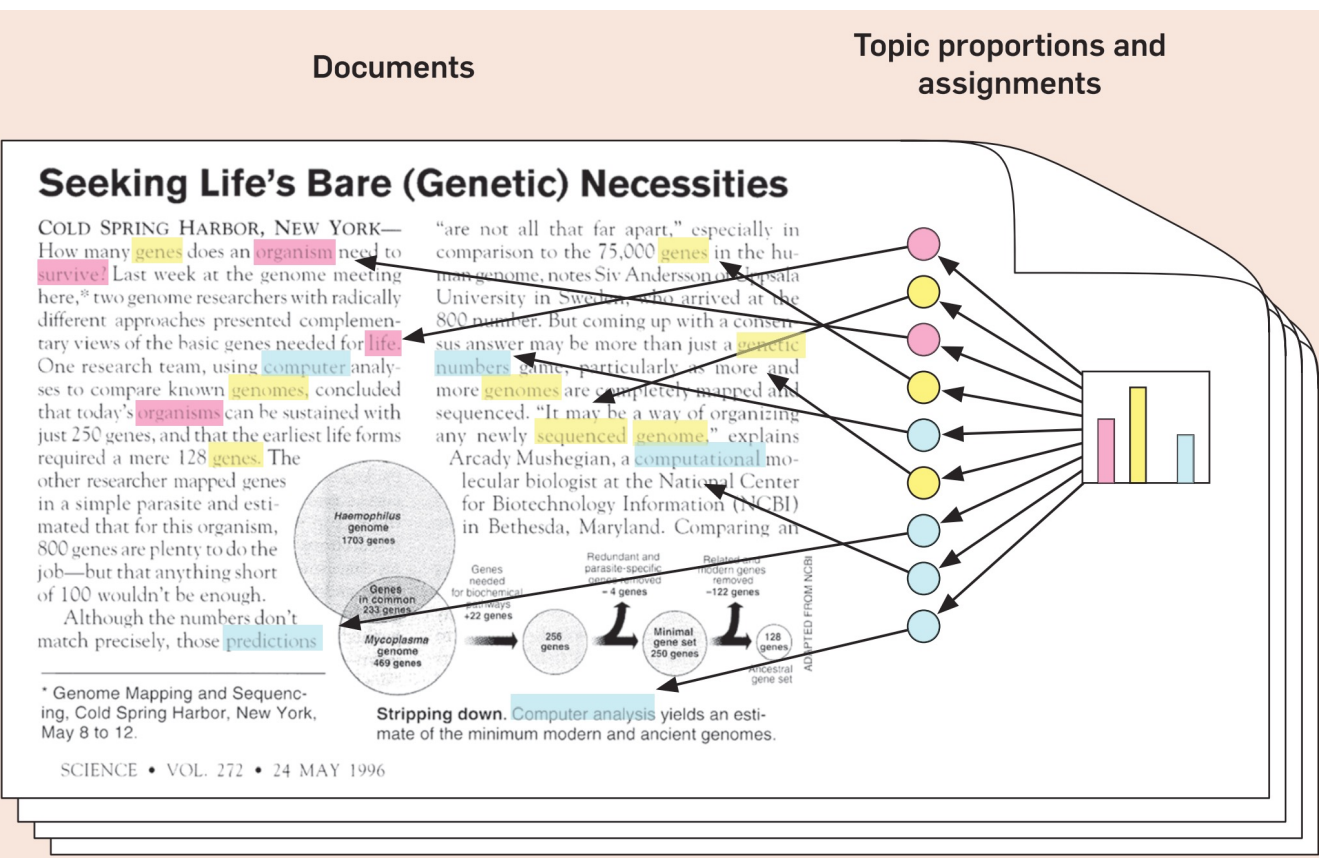 Documents
Topic proportions and
assignments
Seeking Life's Bare (Genetic) Necessities
COLD SPRING HARBOR, NEW YORK—
How many genes does an organism need to
survive? Last week at the genome meeting
here,* two genome researchers with radically
different approaches presented complemen-
tary views of the basic genes needed for life.
One research team, using computer analy-
ses to compare known genomes, concluded
that today's organisms can be sustained with
just 250 genes, and that the earliest life forms
required a mere 128 genes. The
other researcher mapped genes
in a simple parasite and esti-
mated that for this organism,
800 genes are plenty to do the
job—but that anything short
of 100 wouldn't be enough.
Although the numbers don't
match precisely, those predictions
* Genome Mapping and Sequenc-
ing, Cold Spring Harbor, New York,
May 8 to 12.
"are not all that far apart," especially in
comparison to the 75,000 genes in the hu-
man genome, notes Siv Andersson of Uppsala
University in Sweden, who arrived at the
800 number. But coming up with a consen-
sus answer may be more than just a genetic
numbers game, particularly as more and
more genomes are completely mapped and
sequenced. "It may be a way of organizing
any newly sequenced genome," explains
Arcady Mushegian, a computational mo-
lecular biologist at the National Center
for Biotechnology Information (NCBI)
in Bethesda, Maryland. Comparing an
Haemophilus
genome
1703 genes
Genes
in common
233 genes
Mycoplasma
genome
469 genes
Genes
needed
for biochemical
pathways
+22 genes
256
genes
Redundant and
parasite-specific
genes removed
– 4 genes
Minimal
gene set
250 genes
Related and
modern genes
removed
–122 genes
128
genes
Ancestral
gene set
ADAPTED FROM NCBI
Stripping down. Computer analysis yields an esti-
mate of the minimum modern and ancient genomes.
SCIENCE • VOL. 272 • 24 MAY 1996